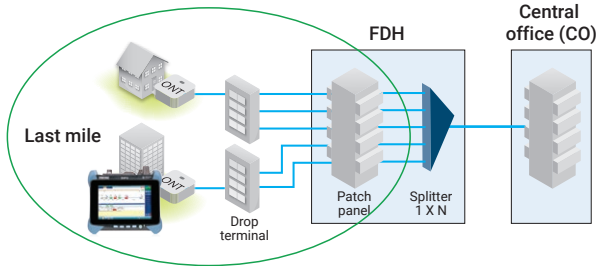 Central
office (CO)
FDH
ONT
Last mile
ONT
Drop
terminal
Patch
panel
Splitter
1 X N